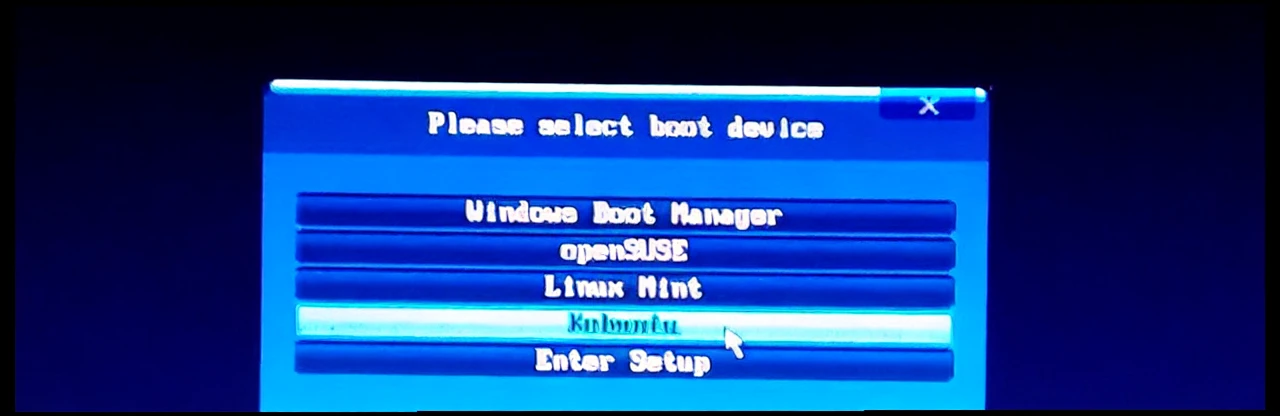 X
Please select boot device
Windows Boot Manager
openSUSE
Linux Mint
Kubuntu
Enter Setup